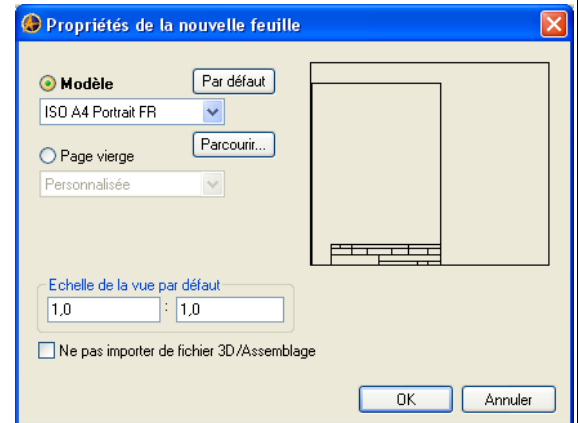 Propriétés de la nouvelle feuille
Modèle
Par défaut
ISO A4 Portrait FR
Parcourir...
Page vierge
Personnalisée
Echelle de la vue par défaut
1,0 : 1,0
Ne pas importer de fichier 3D/Assemblage
OK Annuler